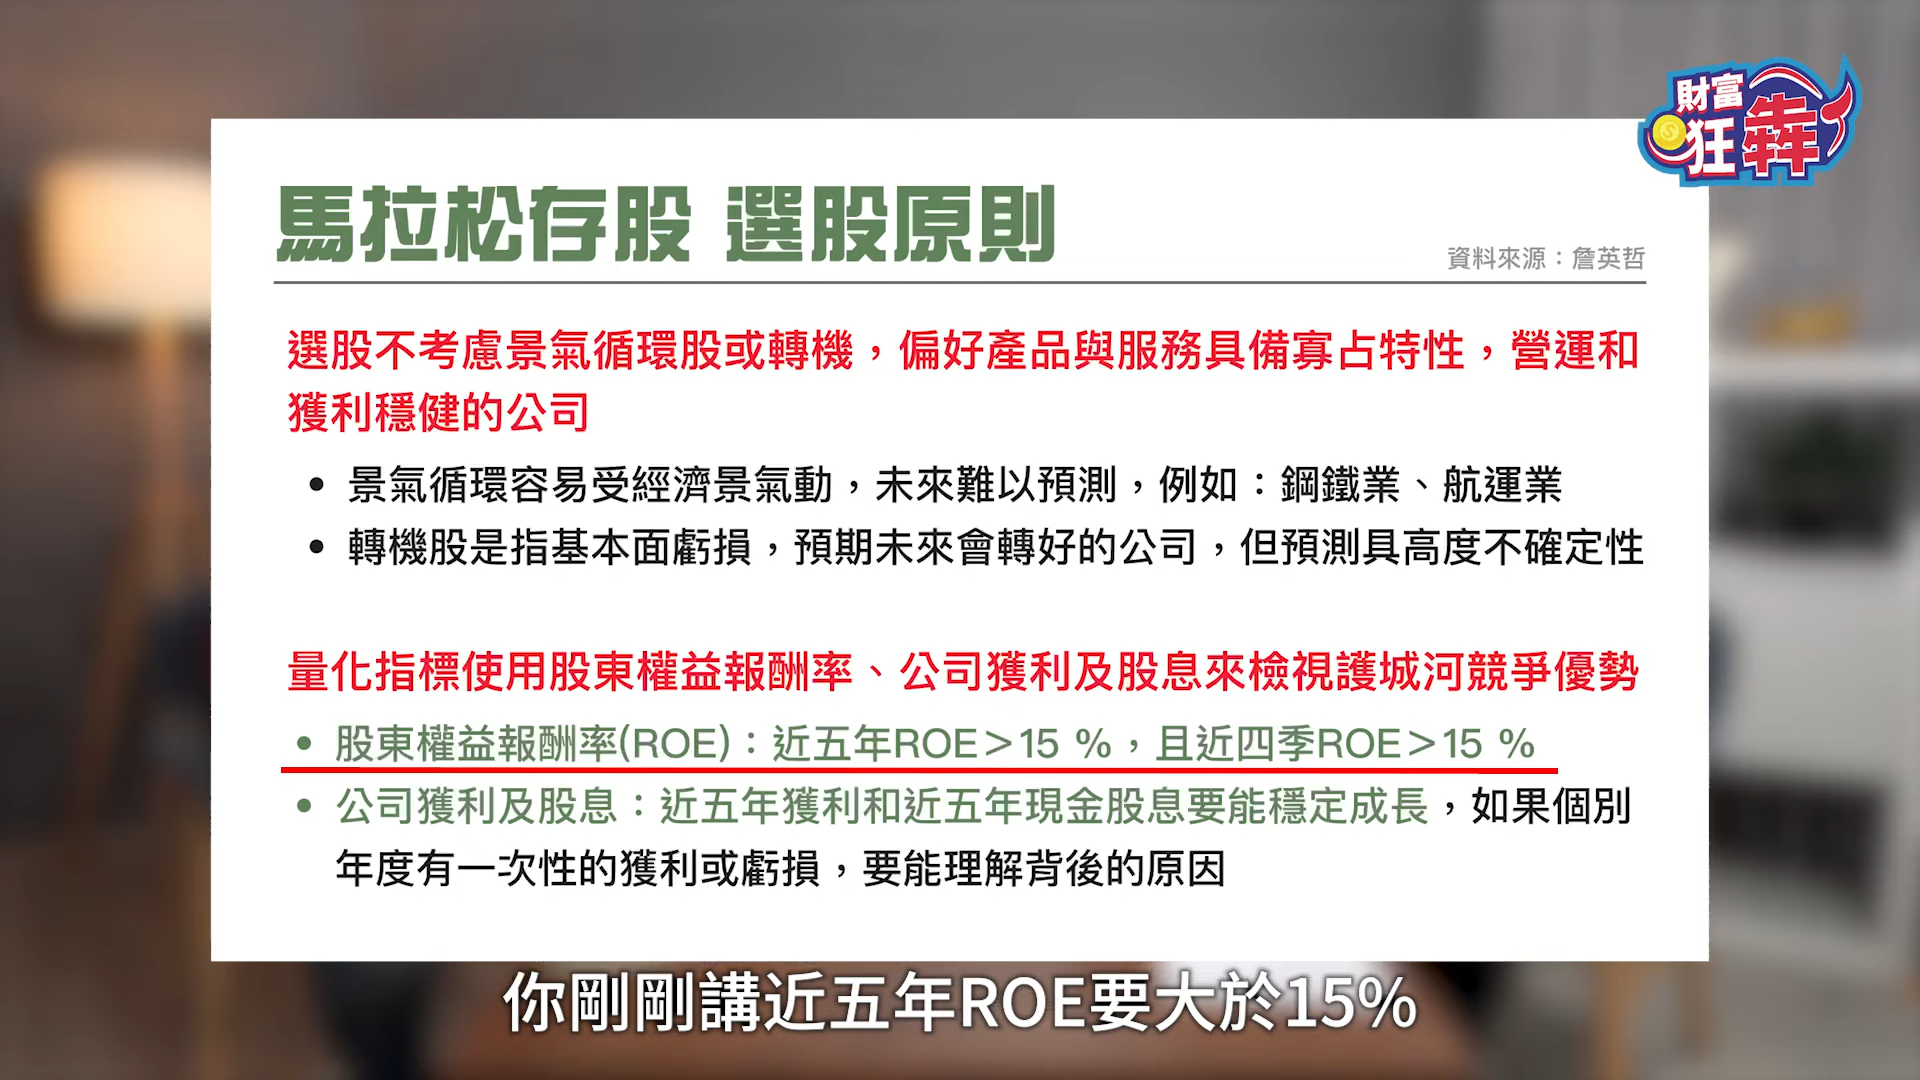 財富
狂犇
馬拉松存股 選股原則
資料來源：詹英哲
選股不考慮景氣循環股或轉機，偏好產品與服務具備寡占特性，營運和
獲利穩健的公司
• 景氣循環容易受經濟景氣動，未來難以預測，例如：鋼鐵業、航運業
• 轉機股是指基本面虧損，預期未來會轉好的公司，但預測具高度不確定性
量化指標使用股東權益報酬率、公司獲利及股息來檢視護城河競爭優勢
• 股東權益報酬率(ROE)：近五年ROE＞15 %，且近四季ROE＞15 %
• 公司獲利及股息：近五年獲利和近五年現金股息要能穩定成長，如果個別
年度有一次性的獲利或虧損，要能理解背後的原因
你剛剛講近五年ROE要大於15%